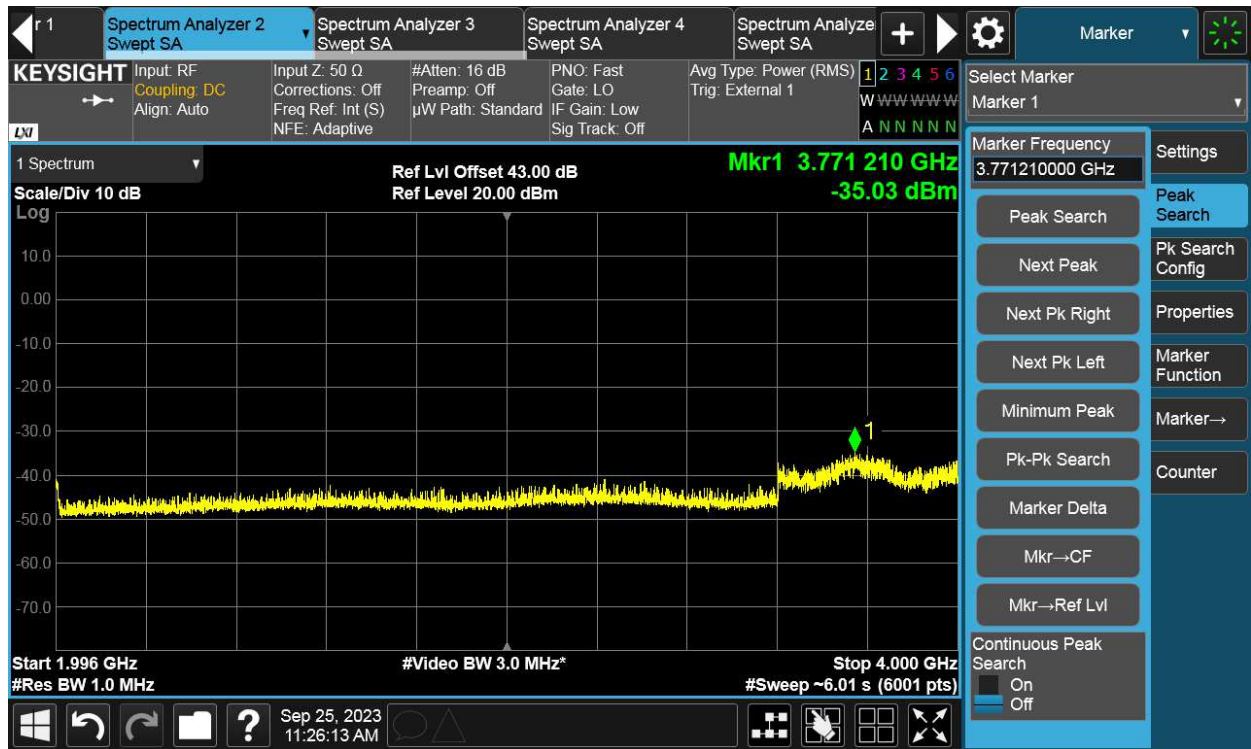 r 1
Spectrum Analyzer 2
Swept SA
Spectrum Analyzer 3
Swept SA
Spectrum Analyzer 4
Swept SA
Spectrum Analyze
Swept SA
Marker
KEYSIGHT
LXI
Input: RF
Coupling: DC
Align: Auto
Input Z: 50 Ω
Corrections: Off
Freq Ref: Int (S)
NFE: Adaptive
#Atten: 16 dB
Preamp: Off
µW Path: Standard
PNO: Fast
Gate: LO
IF Gain: Low
Sig Track: Off
Avg Type: Power (RMS)
Trig: External 1
1 2 3 4 5 6
W W W W W W
A N N N N N
Select Marker
Marker 1
1 Spectrum
Scale/Div 10 dB
Log
Ref Lvl Offset 43.00 dB
Ref Level 20.00 dBm
Mkr1 3.771 210 GHz
-35.03 dBm
10.0
0.00
-10.0
-20.0
-30.0
-40.0
-50.0
-60.0
-70.0
1
Start 1.996 GHz
#Res BW 1.0 MHz
#Video BW 3.0 MHz*
Stop 4.000 GHz
#Sweep ~6.01 s (6001 pts)
Marker Frequency
3.771210000 GHz
Peak Search
Next Peak
Next Pk Right
Next Pk Left
Minimum Peak
Pk-Pk Search
Marker Delta
Mkr→CF
Mkr→Ref Lvl
Continuous Peak
Search
On
Off
Settings
Peak
Search
Pk Search
Config
Properties
Marker
Function
Marker→
Counter
?
Sep 25, 2023
11:26:13 AM